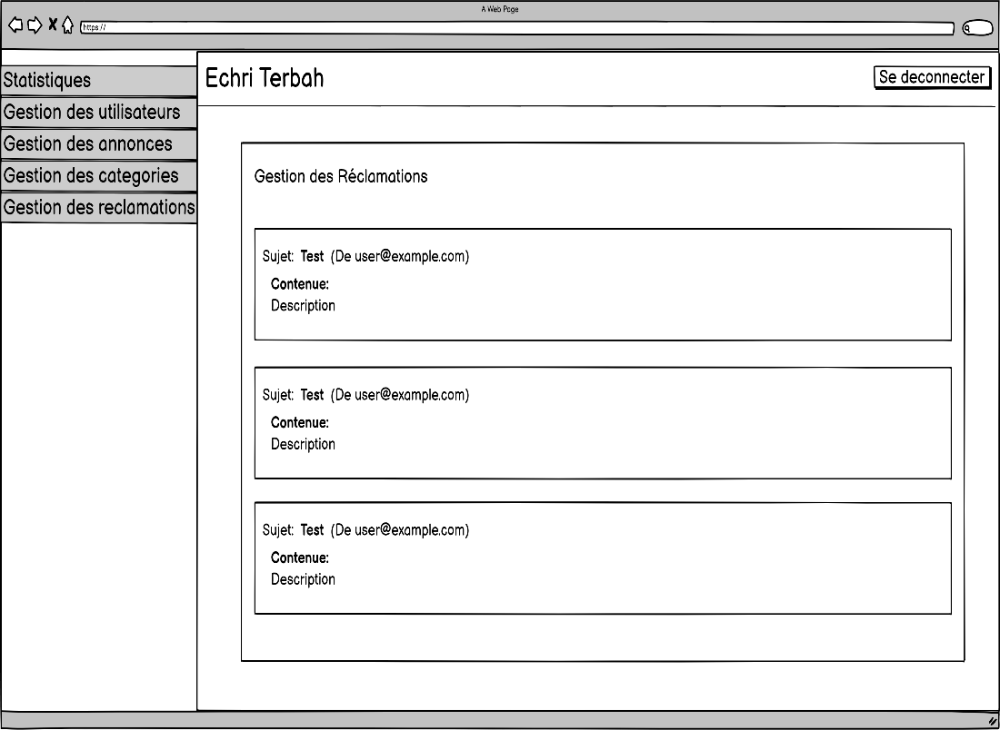 A Web Page
https://
Statistiques
Gestion des utilisateurs
Gestion des annonces
Gestion des categories
Gestion des reclamations
Echri Terbah
Se deconnecter
Gestion des Réclamations
Sujet: Test (De user@example.com)
Contenue:
Description
Sujet: Test (De user@example.com)
Contenue:
Description
Sujet: Test (De user@example.com)
Contenue:
Description